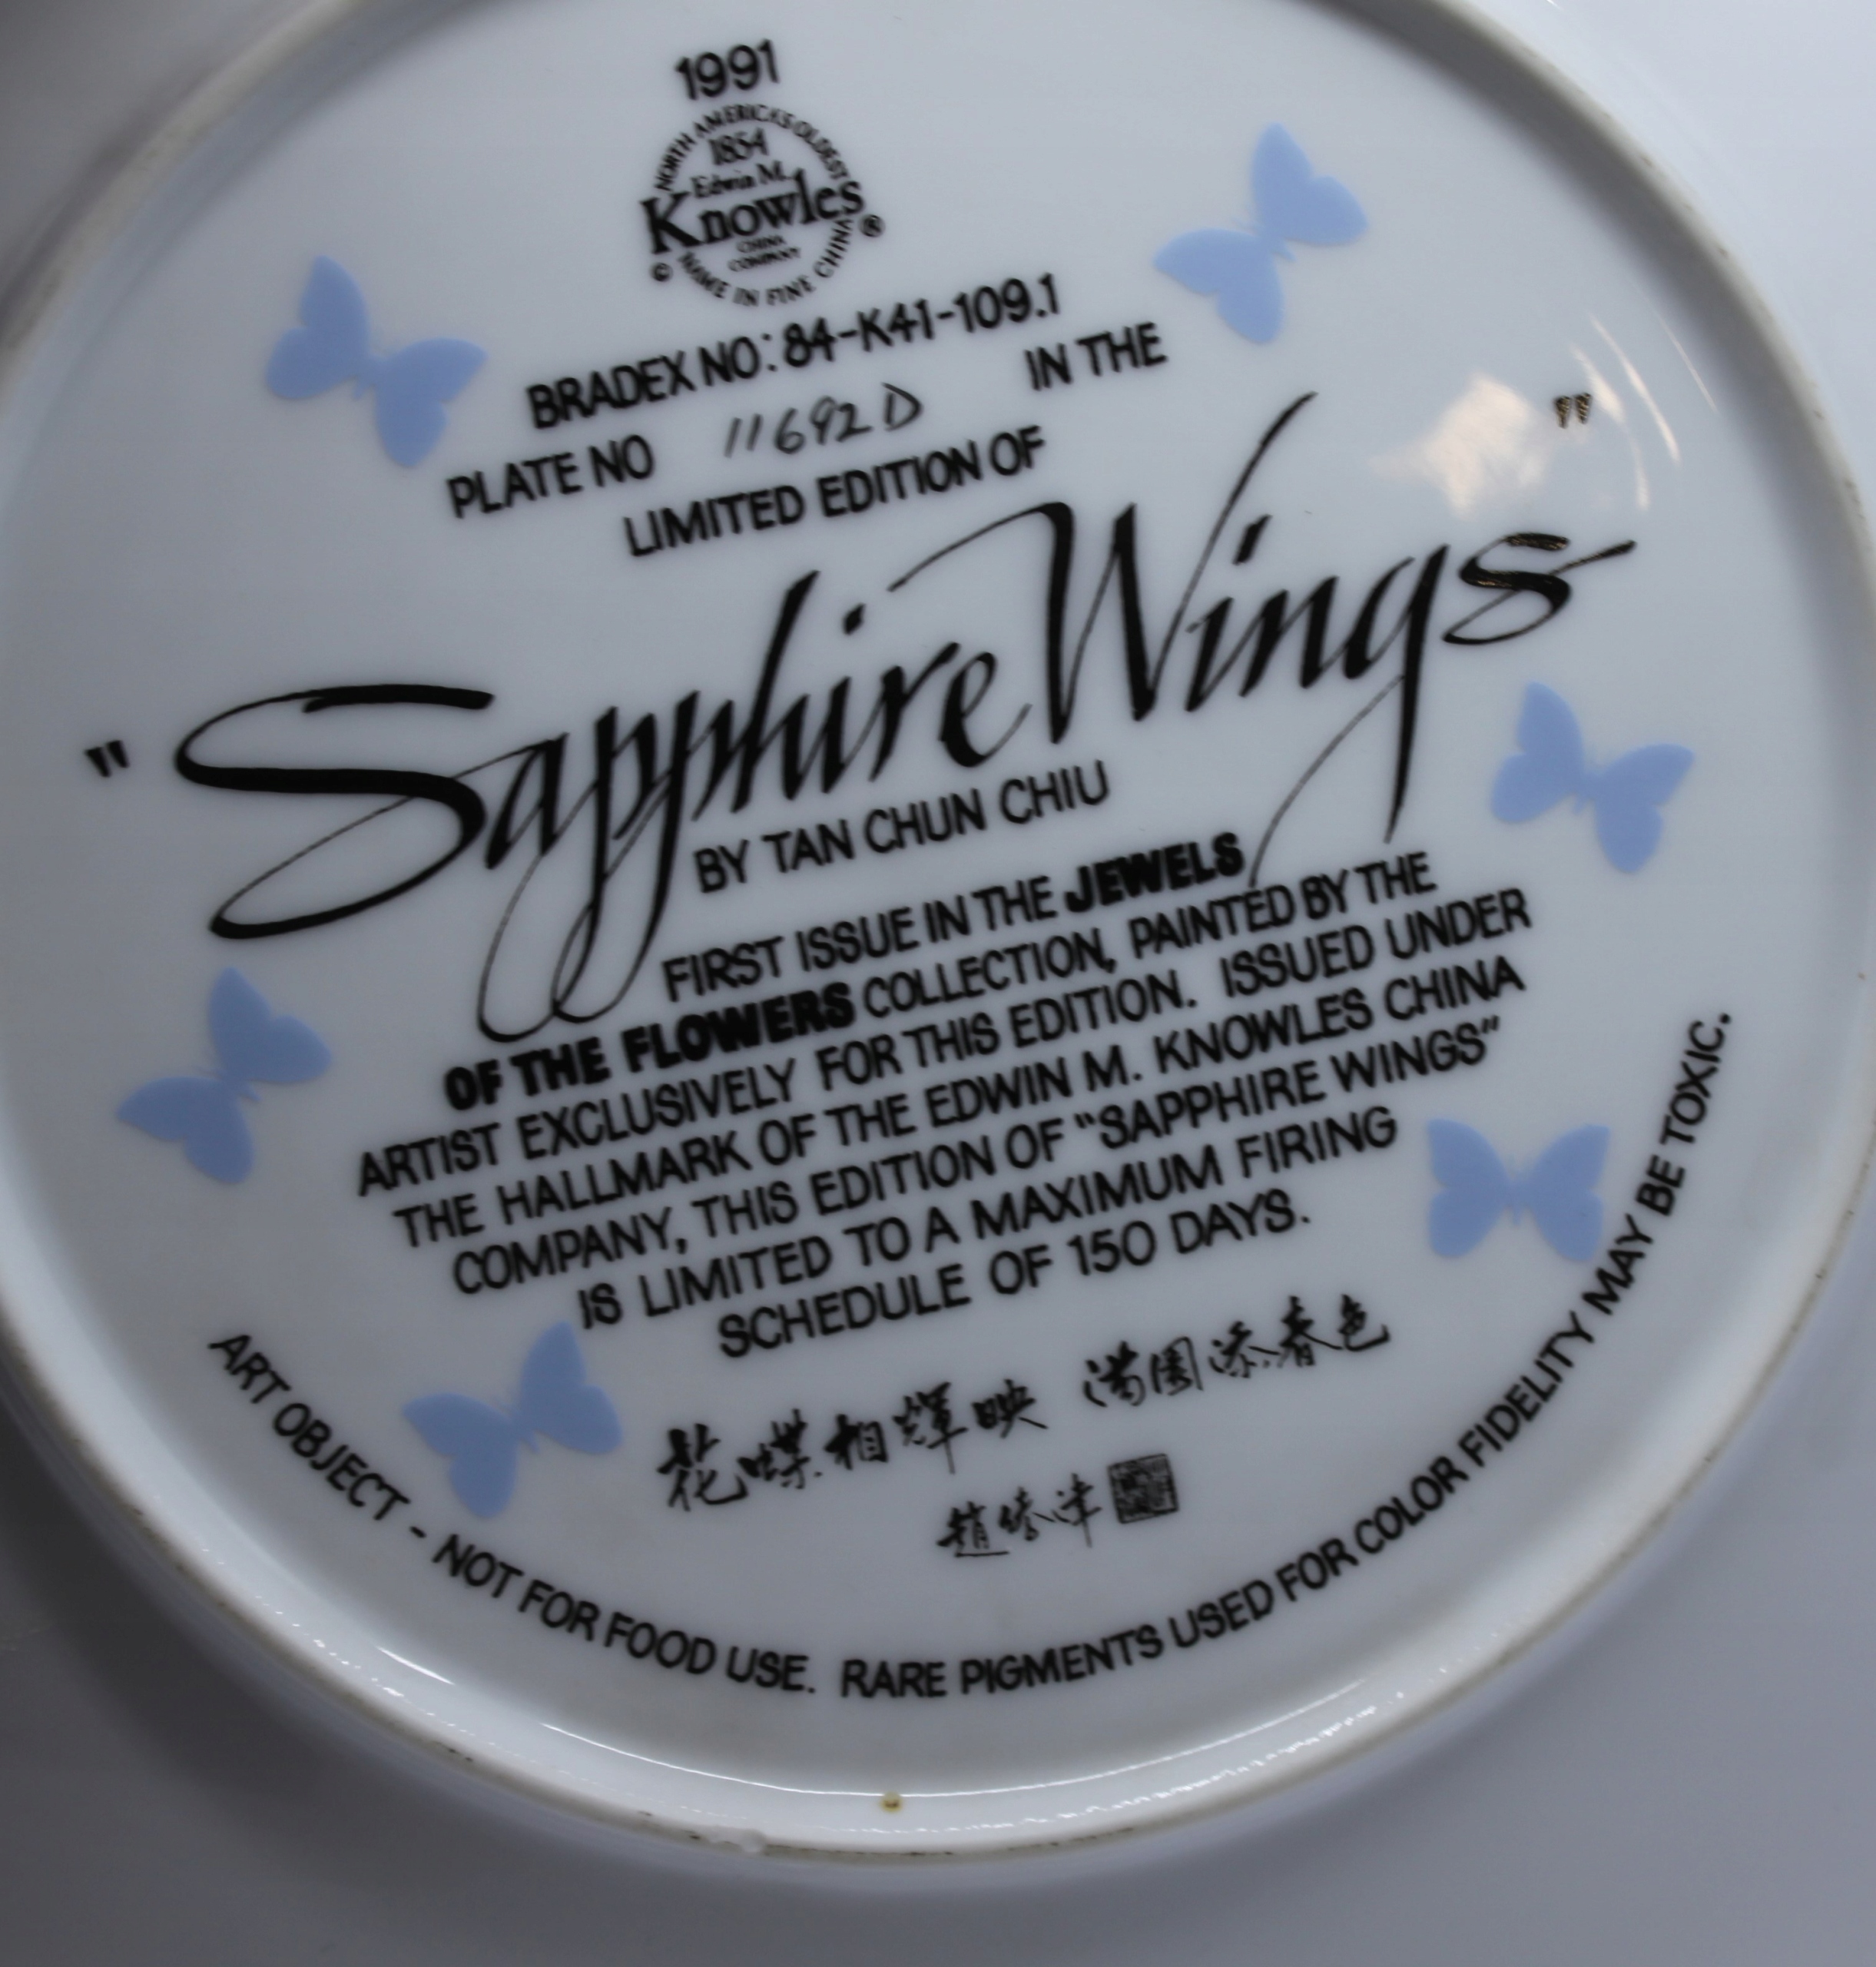 1991
NORTH AMERICA'S OLDEST
1854
Edwin M.
Knowles®
CHINA
COMPANY
© NAME IN FINE CHINA
BRADEX NO: 84-K41-109.1
PLATE NO 11692D IN THE
LIMITED EDITION OF
"Sapphire Wings"
BY TAN CHUN CHIU
FIRST ISSUE IN THE JEWELS
OF THE FLOWERS COLLECTION, PAINTED BY THE
ARTIST EXCLUSIVELY FOR THIS EDITION. ISSUED UNDER
THE HALLMARK OF THE EDWIN M. KNOWLES CHINA
COMPANY, THIS EDITION OF "SAPPHIRE WINGS"
IS LIMITED TO A MAXIMUM FIRING
SCHEDULE OF 150 DAYS.
花蝶相輝映 满園添春色
趙
ART OBJECT - NOT FOR FOOD USE. RARE PIGMENTS USED FOR COLOR FIDELITY MAY BE TOXIC.